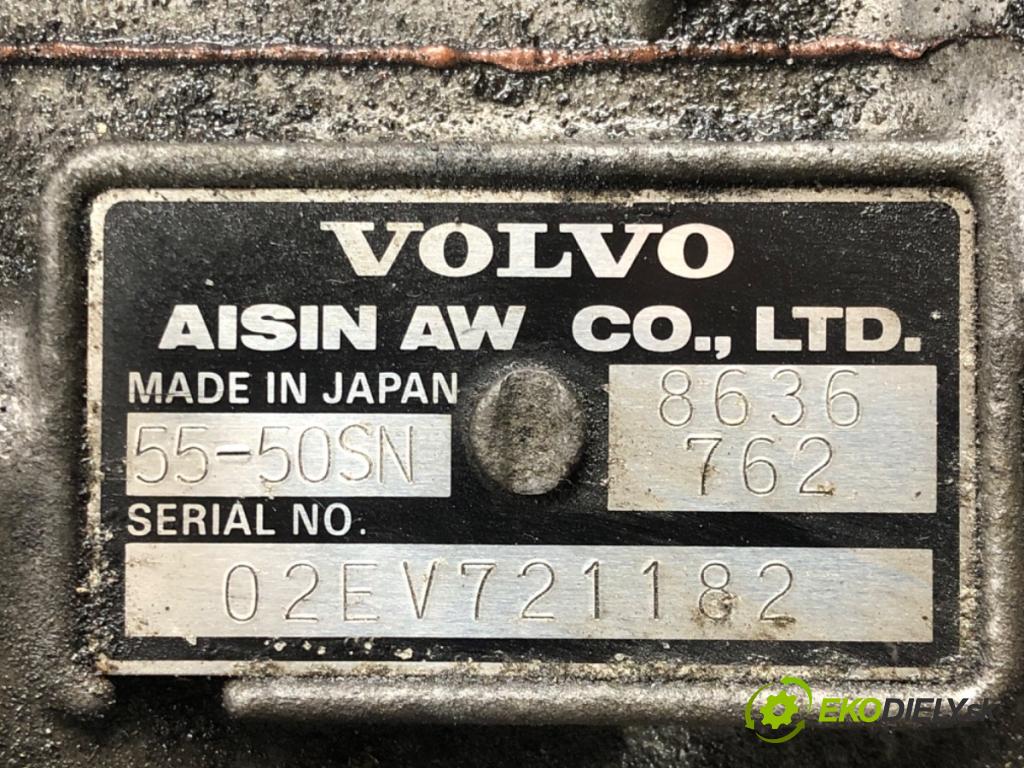 VOLVO
AISIN AW CO., LTD.
MADE IN JAPAN
55-50SN
8636
762
SERIAL NO.
02EV721182
EKODIELY.sk